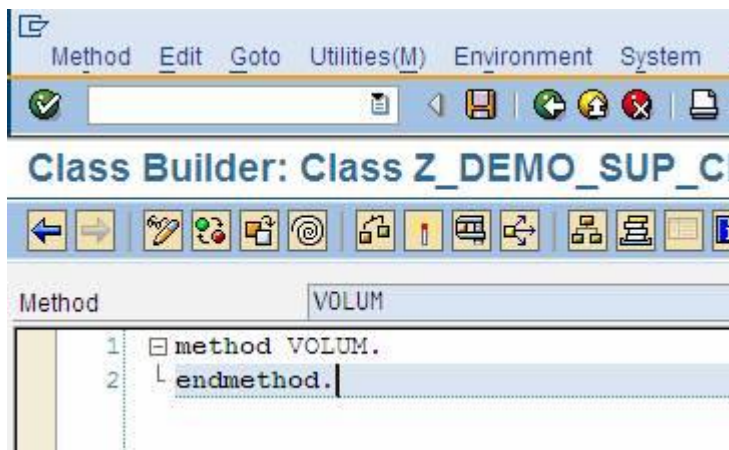 Method Edit Goto Utilities(M) Environment System
Class Builder: Class Z_DEMO_SUP_C
Method VOLUM
1 method VOLUM.
2 endmethod.